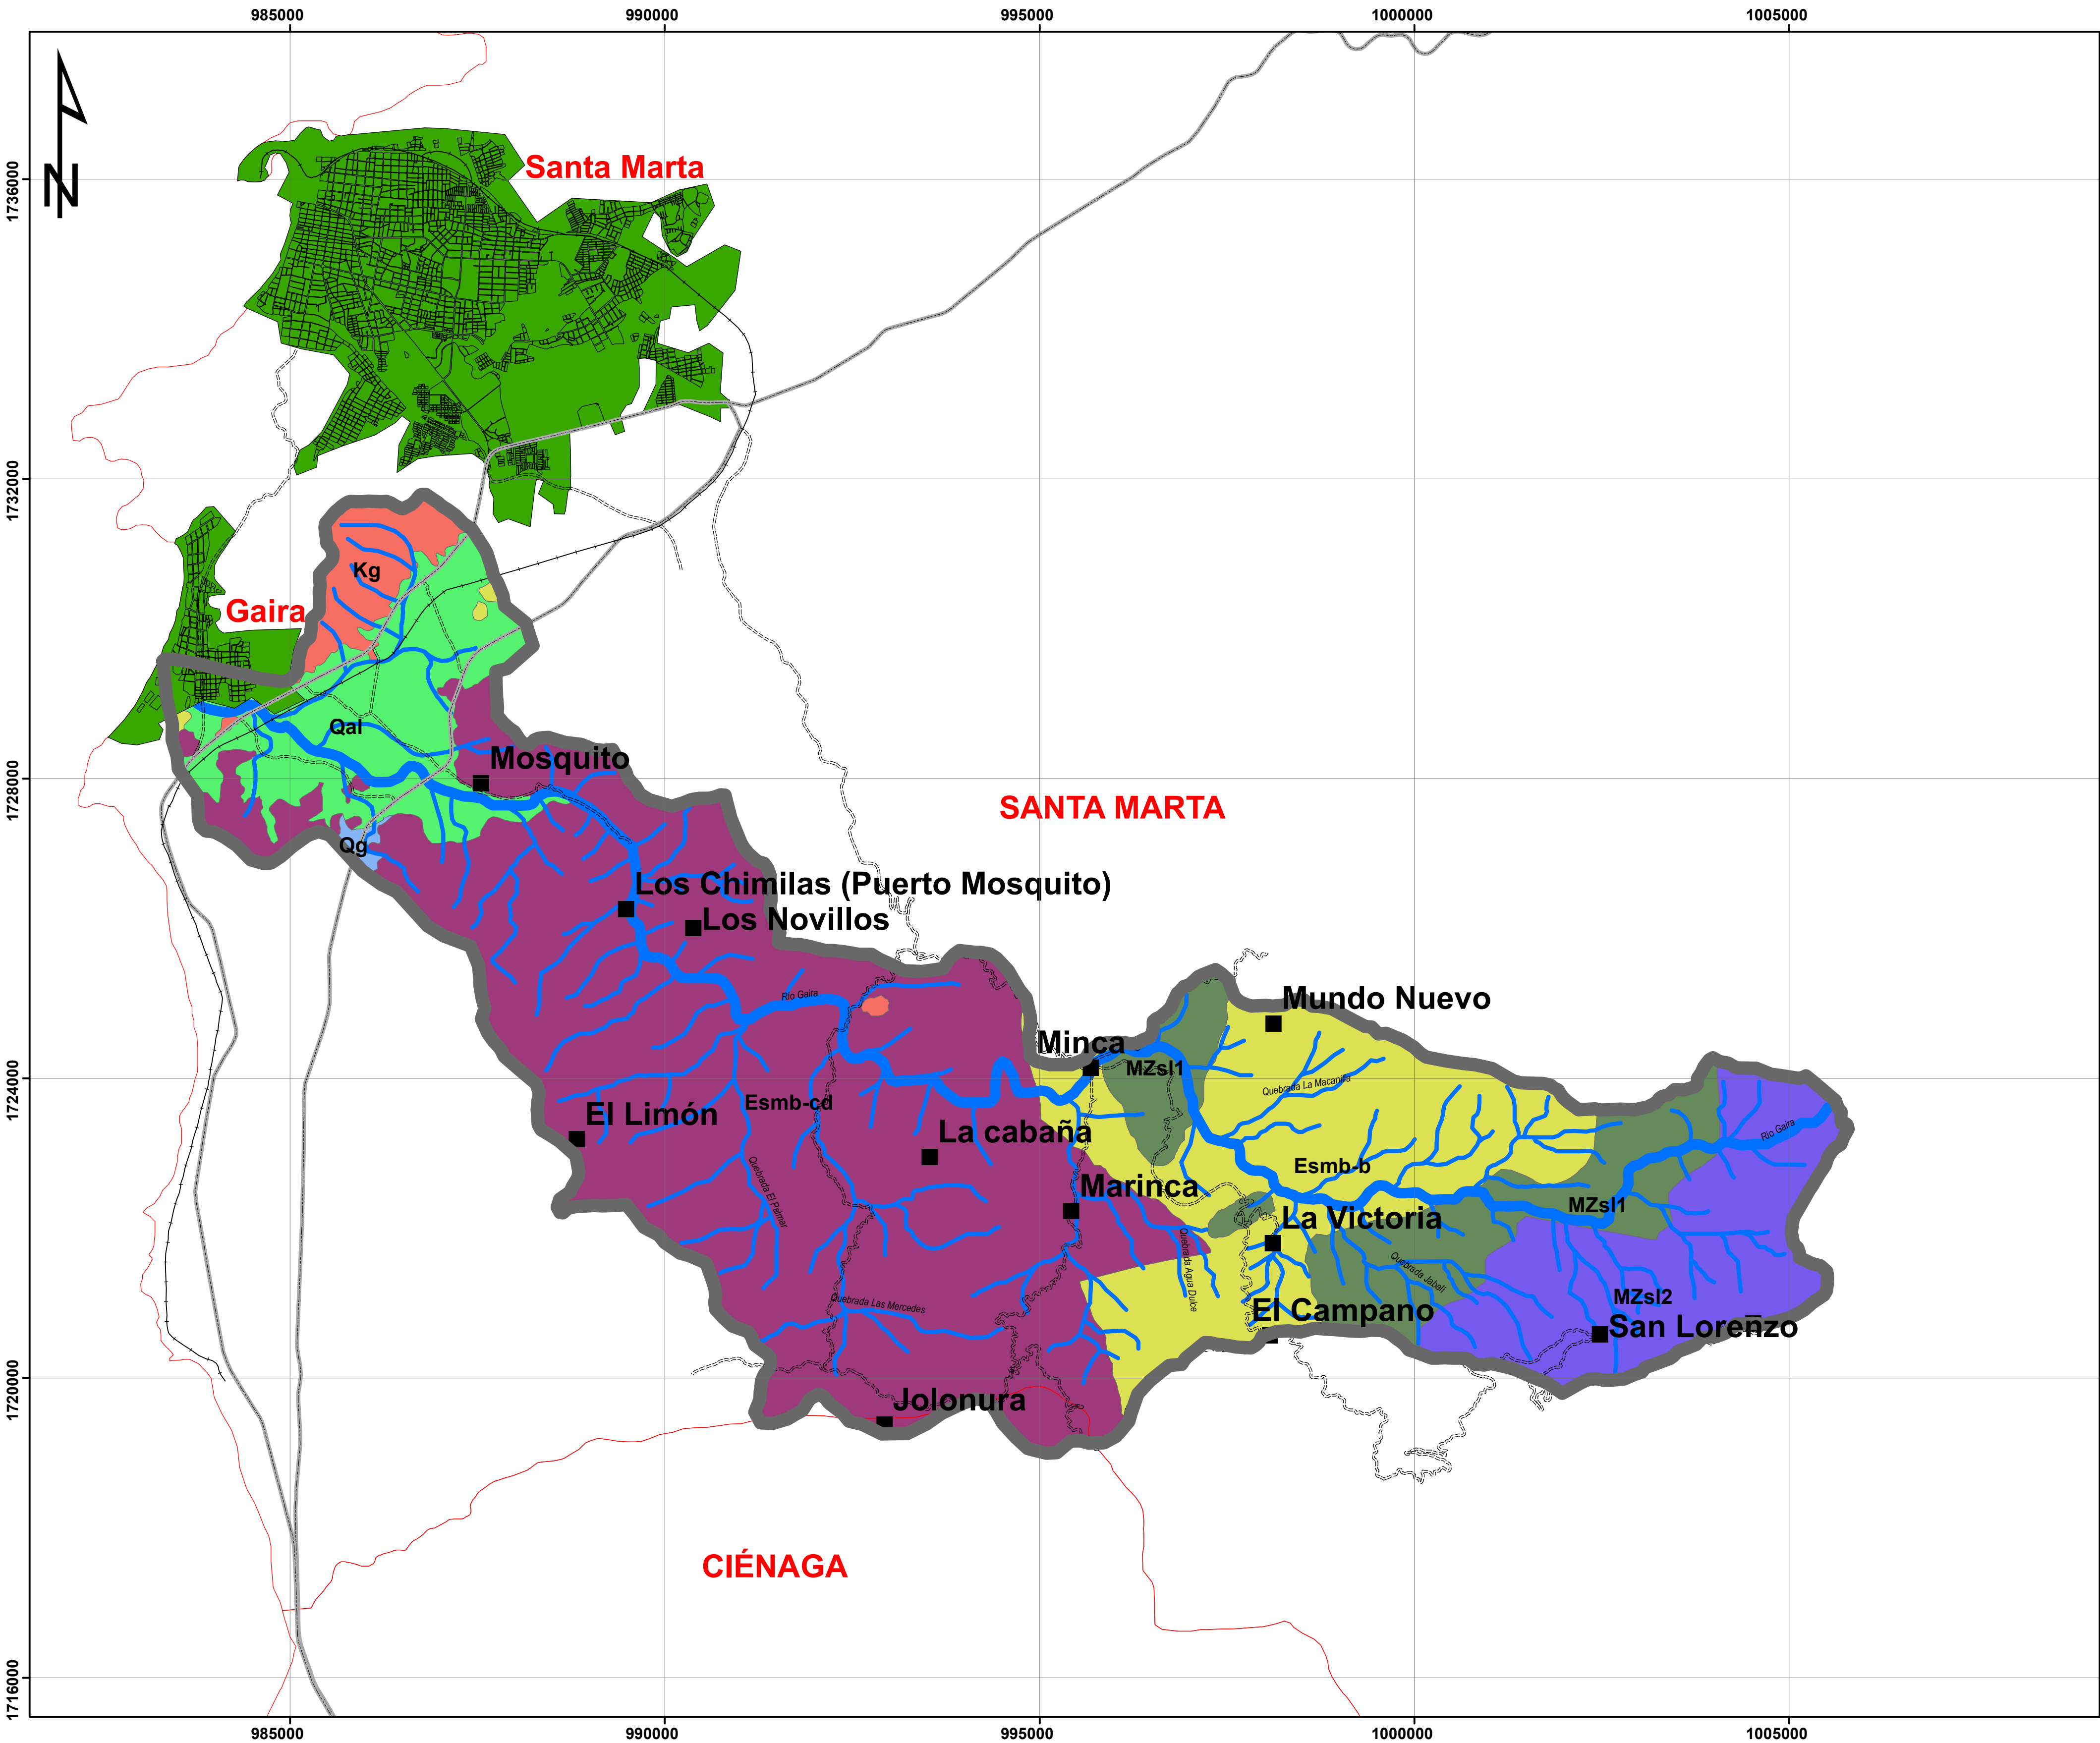 985000
990000
995000
1000000
1005000
1736000
1732000
1728000
1724000
1720000
1716000
N
Santa Marta
Kg
Gaira
Qal
Mosquito
SANTA MARTA
Qg
Los Chimilas (Puerto Mosquito)
Los Novillos
Rio Gaira
Mundo Nuevo
Minca
MZsl1
Quebrada La Macanilla
Esmb-cd
El Limón
La cabaña
Rio Gaira
Esmb-b
Quebrada El Palmar
Marinca
MZsl1
La Victoria
Quebrada Agua Dulce
Quebrada Jabalí
Quebrada Las Mercedes
El Campano
MZsl2
SanLoreñzo
Jolonura
CIÉNAGA
985000
990000
995000
1000000
1005000